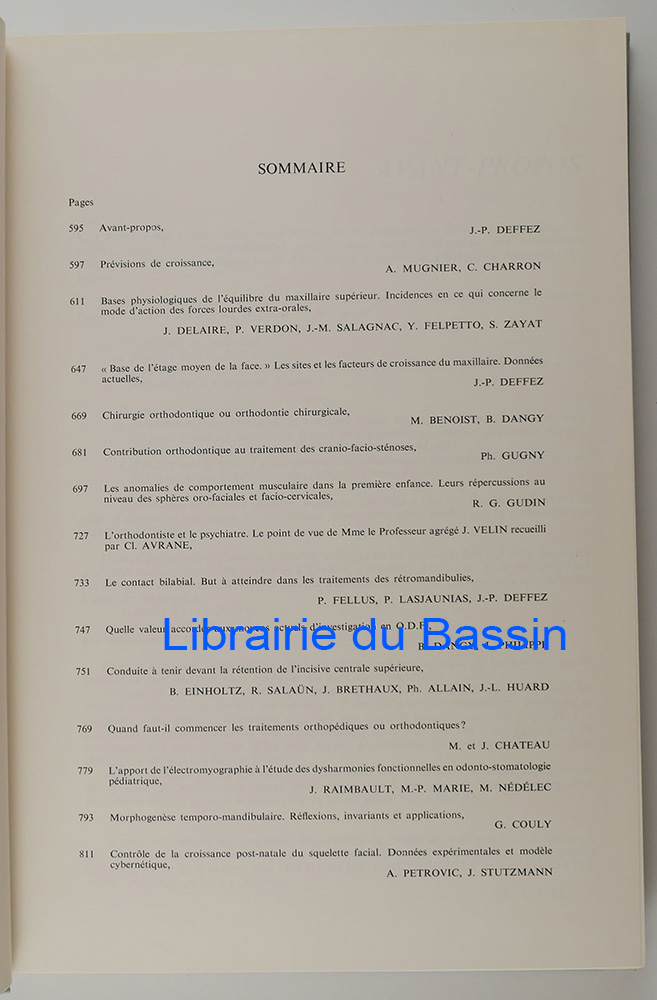 SOMMAIRE
Pages
595 Avant-propos,
J.-P. DEFFEZ
597 Prévisions de croissance,
A. MUGNIER, C. CHARRON
611 Bases physiologiques de l'équilibre du maxillaire supérieur. Incidences en ce qui concerne le
mode d'action des forces lourdes extra-orales,
J. DELAIRE, P. VERDON, J.-M. SALAGNAC, Y. FELPETTO, S. ZAYAT
647 « Base de l'étage moyen de la face. » Les sites et les facteurs de croissance du maxillaire. Données
actuelles,
J.-P. DEFFEZ
669 Chirurgie orthodontique ou orthodontie chirurgicale,
M. BENOIST, B. DANGY
681 Contribution orthodontique au traitement des cranio-facio-sténoses,
Ph. GUGNY
697 Les anomalies de comportement musculaire dans la première enfance. Leurs répercussions au
niveau des sphères oro-faciales et facio-cervicales,
R. G. GUDIN
727 L'orthodontiste et le psychiatre. Le point de vue de Mme le Professeur agrégé J. VELIN recueilli
par Cl. AVRANE,
733 Le contact bilabial. But à atteindre dans les traitements des rétromandibulies,
P. FELLUS, P. LASJAUNIAS, J.-P. DEFFEZ
747 Quelle valeur accorder aux moyens actuels d'investigation en O.D.F.,
Librairie du Bassin
B. DANGY, J. PHILIPPE
751 Conduite à tenir devant la rétention de l'incisive centrale supérieure,
B. EINHOLTZ, R. SALAÜN, J. BRETHAUX, Ph. ALLAIN, J.-L. HUARD
769 Quand faut-il commencer les traitements orthopédiques ou orthodontiques?
M. et J. CHATEAU
779 L'apport de l'électromyographie à l'étude des dysharmonies fonctionnelles en odonto-stomatologie
pédiatrique,
J. RAIMBAULT, M.-P. MARIE, M. NÉDÉLEC
793 Morphogenèse temporo-mandibulaire. Réflexions, invariants et applications,
G. COULY
811 Contrôle de la croissance post-natale du squelette facial. Données expérimentales et modèle
cybernétique,
A. PETROVIC, J. STUTZMANN